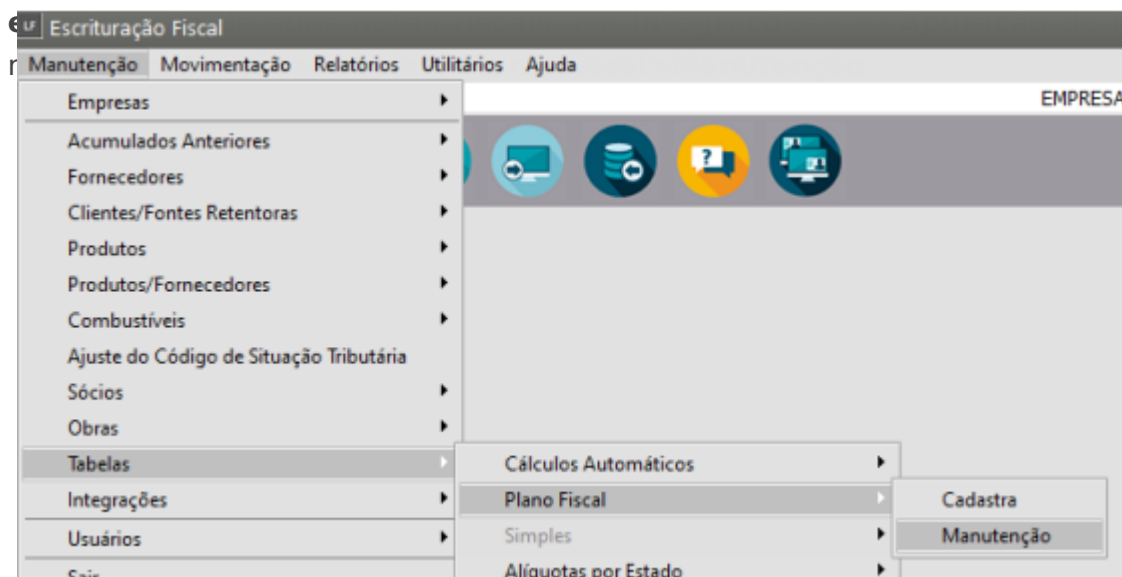 LF Escrituração Fiscal
Manutenção Movimentação Relatórios Utilitários Ajuda
Empresas
EMPRESA
Acumulados Anteriores
Fornecedores
Clientes/Fontes Retentoras
Produtos
Produtos/Fornecedores
Combustíveis
Ajuste do Código de Situação Tributária
Sócios
Obras
Tabelas
Cálculos Automáticos
Integrações
Plano Fiscal
Cadastra
Usuários
Simples
Manutenção
Sair
Alíquotas por Estado